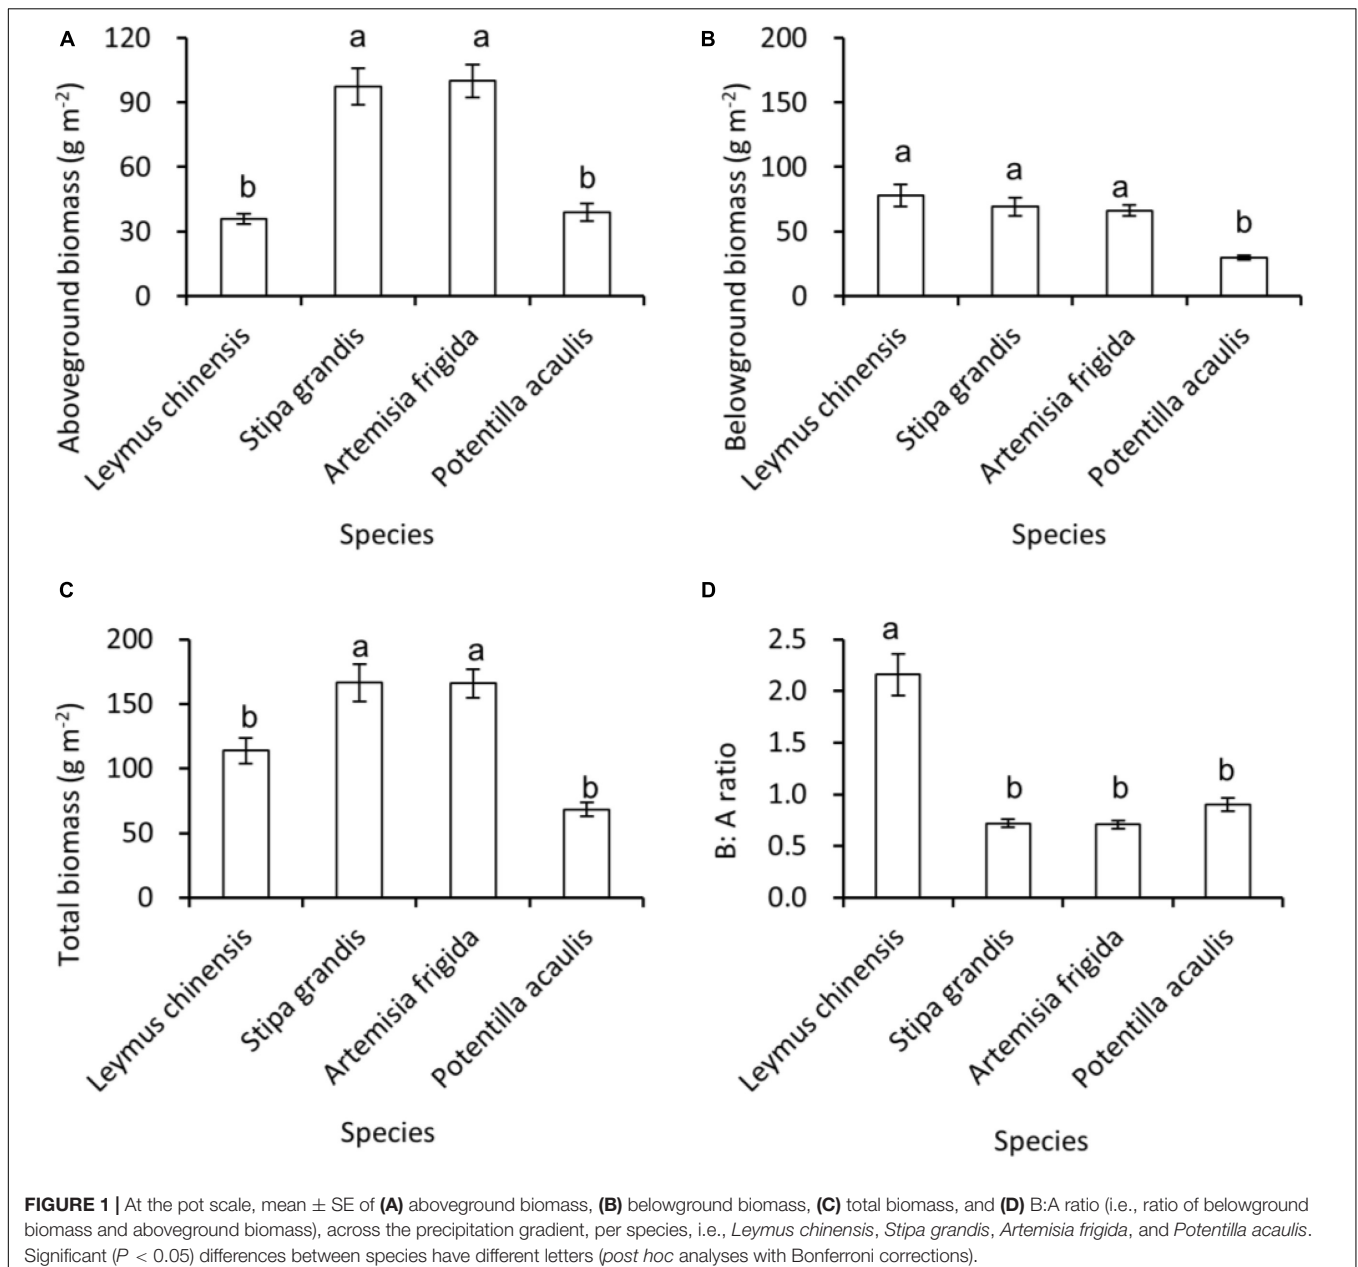 A
120
90
60
30
0
Aboveground biomass (g m-2)
b
a
a
b
Leymus chinensis
Stipa grandis
Artemisia frigida
Potentilla acaulis
Species
B
200
150
100
50
0
Belowground biomass (g m-2)
a
a
a
b
Leymus chinensis
Stipa grandis
Artemisia frigida
Potentilla acaulis
Species
C
200
150
100
50
0
Total biomass (g m-2)
b
a
a
b
Leymus chinensis
Stipa grandis
Artemisia frigida
Potentilla acaulis
Species
D
2.5
2.0
1.5
1.0
0.5
0.0
B: A ratio
a
b
b
b
Leymus chinensis
Stipa grandis
Artemisia frigida
Potentilla acaulis
Species
FIGURE 1 | At the pot scale, mean ± SE of (A) aboveground biomass, (B) belowground biomass, (C) total biomass, and (D) B:A ratio (i.e., ratio of belowground
biomass and aboveground biomass), across the precipitation gradient, per species, i.e., Leymus chinensis, Stipa grandis, Artemisia frigida, and Potentilla acaulis.
Significant (P < 0.05) differences between species have different letters (post hoc analyses with Bonferroni corrections).